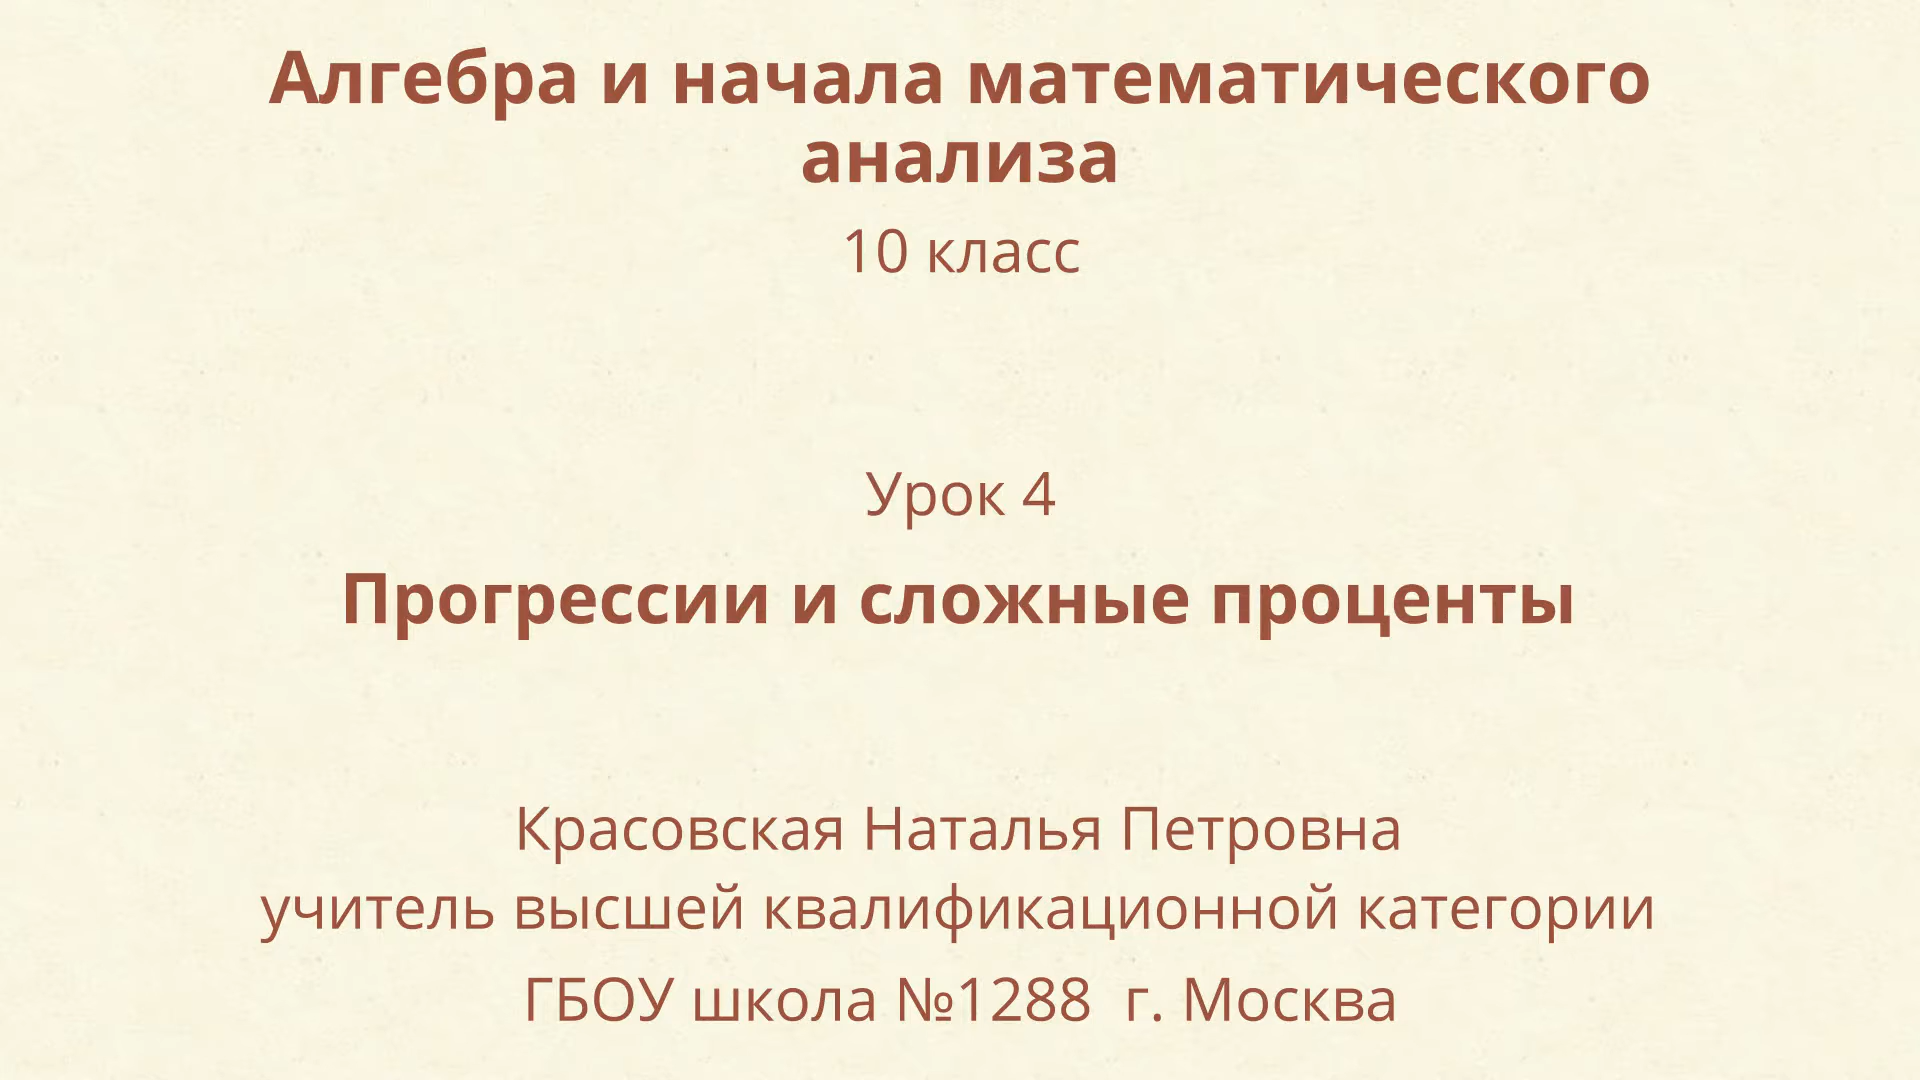 Алгебра и начала математического
анализа
10 класс
Урок 4
Прогрессии и сложные проценты
Красовская Наталья Петровна
учитель высшей квалификационной категории
ГБОУ школа №1288  г. Москва